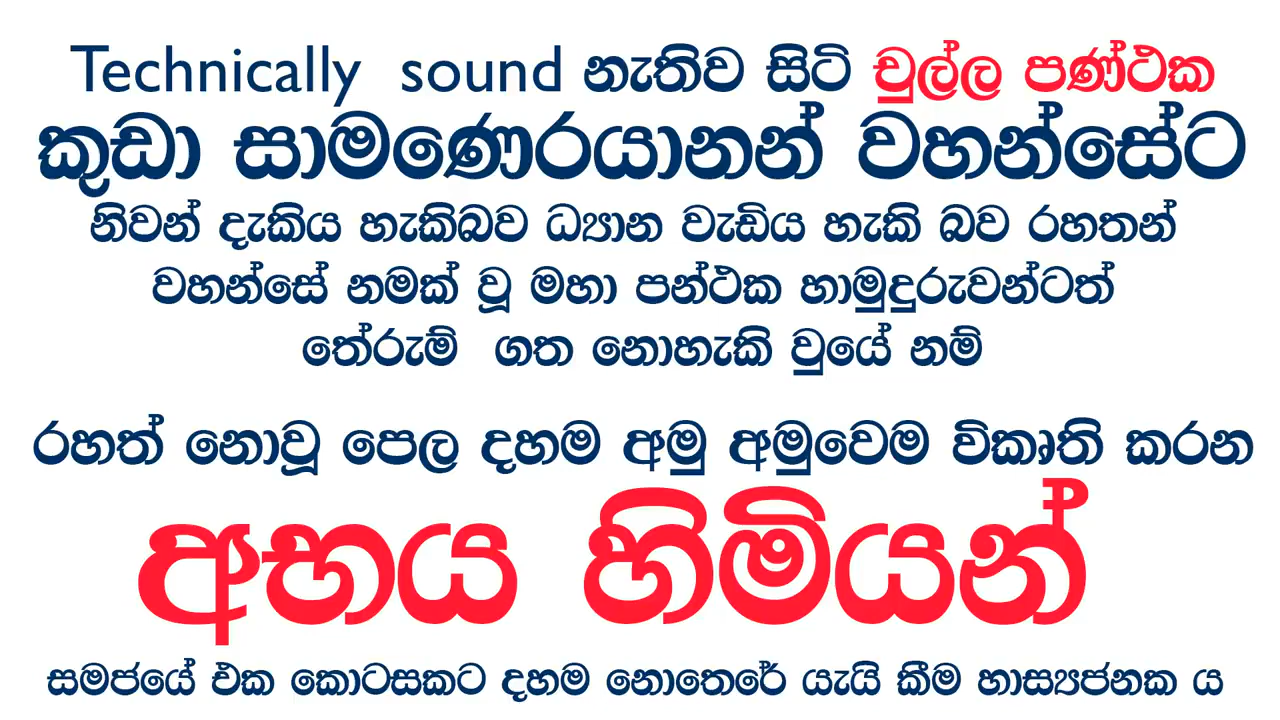 Technically sound නැතිව සිටි චුල්ල පණ්ථක
කුඩා සාමණෙරයානන් වහන්සේට
නිවන් දැකිය හැකිබව ධ්‍යාන වැඩිය හැකි බව රහතන්
වහන්සේ නමක් වූ මහා පන්ථක හාමුදුරුවන්ටත්
තේරුම් ගත නොහැකි වුයේ නම්
රහත් නොවූ පෙල දහම අමු අමුවෙම විකෘති කරන
අභය හිමියන්
සමජයේ එක කොටසකට දහම නොතෙරේ යැයි කීම හාස්‍යජනක ය